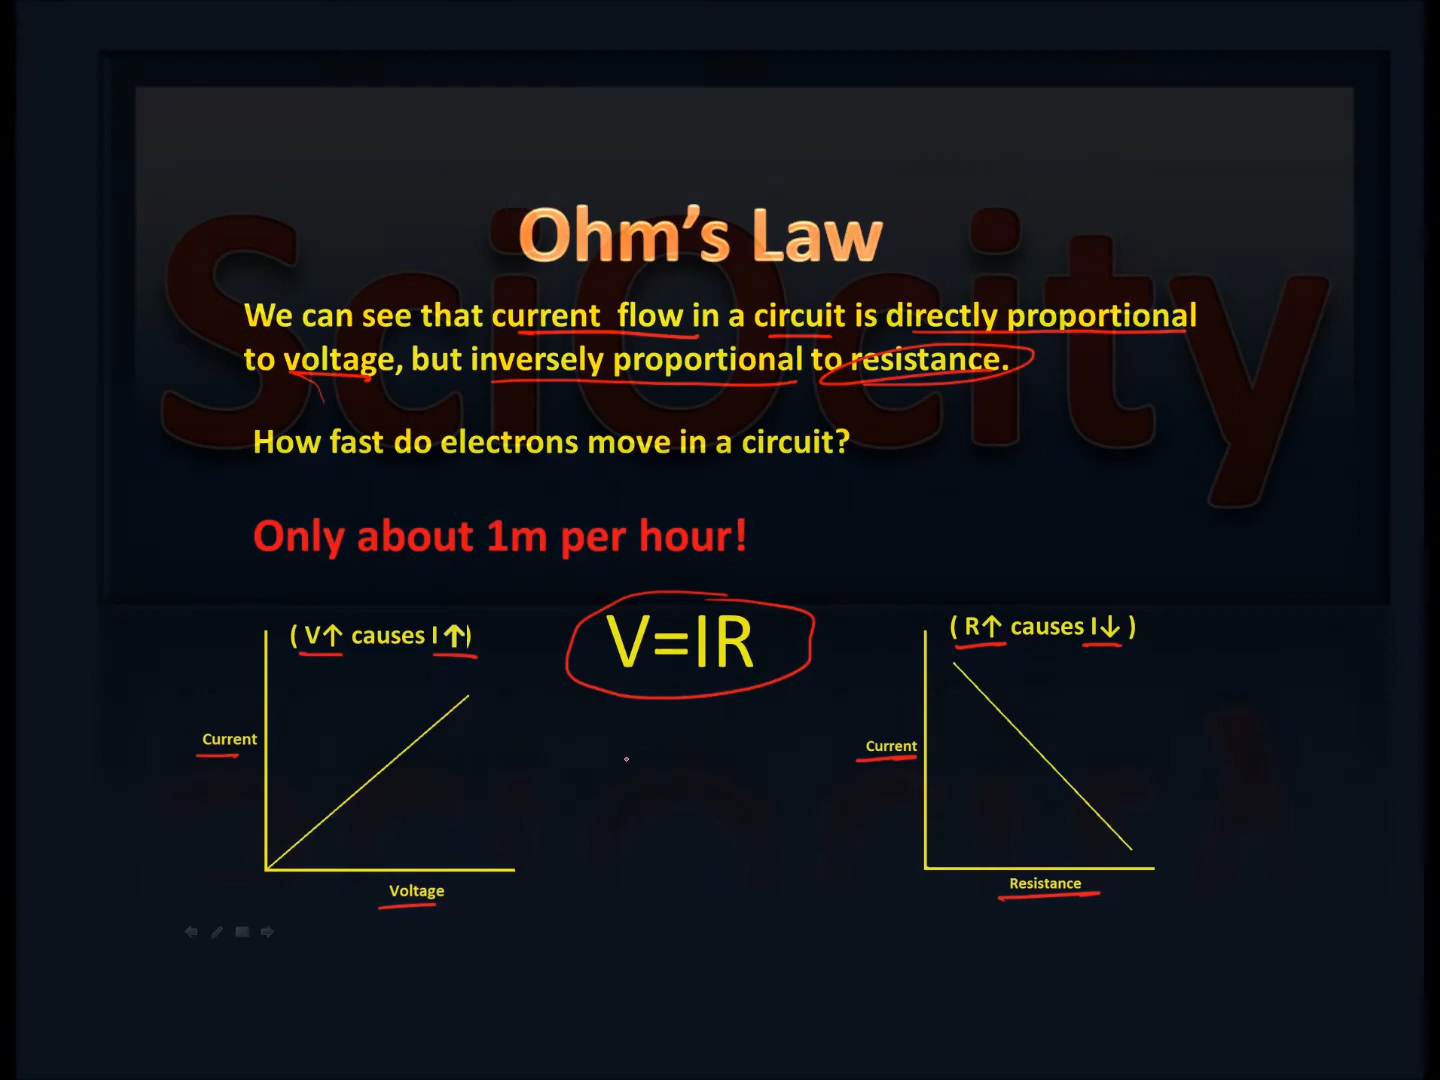 SciOcity
Ohm’s Law
We can see that current flow in a circuit is directly proportional
to voltage, but inversely proportional to resistance.
How fast do electrons move in a circuit?
Only about 1m per hour!
( V↑ causes I ↑)
V=IR
( R↑ causes I↓ )
Current
Voltage
Current
Resistance